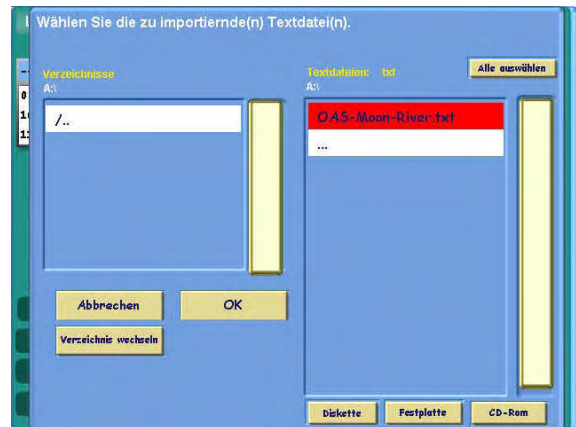 Wählen Sie die zu importiernde(n) Textdatei(n).
Verzeichnisse
A:\
/..
Textdateien: txt
Alle auswählen
A:\
OAS-Moon-River.txt
...
Abbrechen
OK
Verzeichnis wechseln
Diskette
Festplatte
CD-Rom